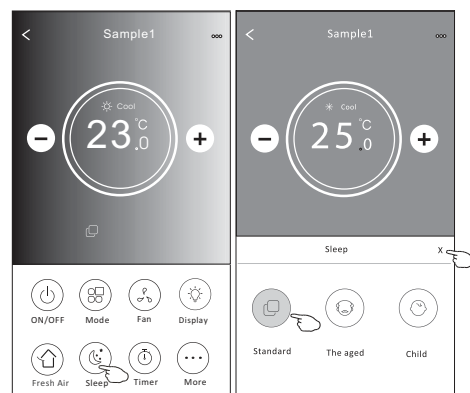 Sample1
Cool
23.0°C
ON/OFF Mode Fan Display
Fresh Air Sleep Timer More
Sample1
Cool
25.0°C
Sleep X
Standard The aged Child